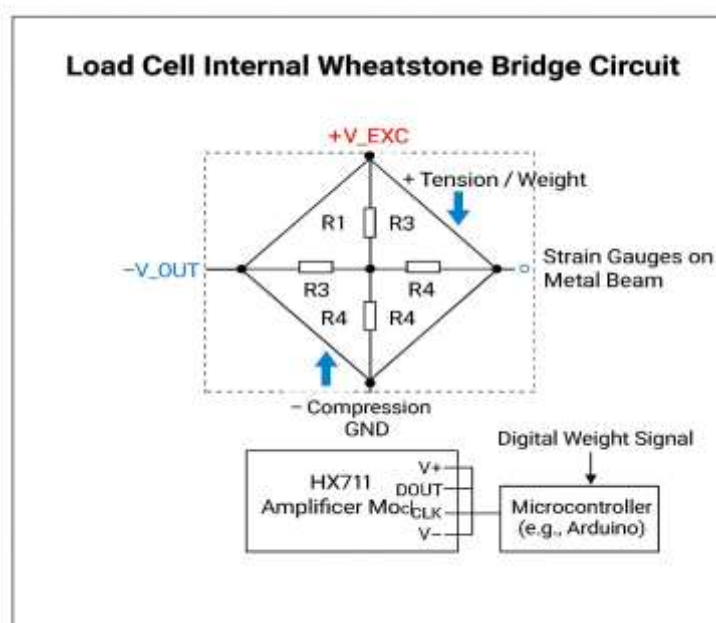 Load Cell Internal Wheatstone Bridge Circuit
+V_EXC
+ Tension / Weight
R1 R3
−V_OUT
Strain Gauges on
Metal Beam
R3 R4
R4 R4
− Compression
GND
Digital Weight Signal
HX711
Amplificer Mod
V+
DOUT
CLK
V−
Microcontroller
(e.g., Arduino)